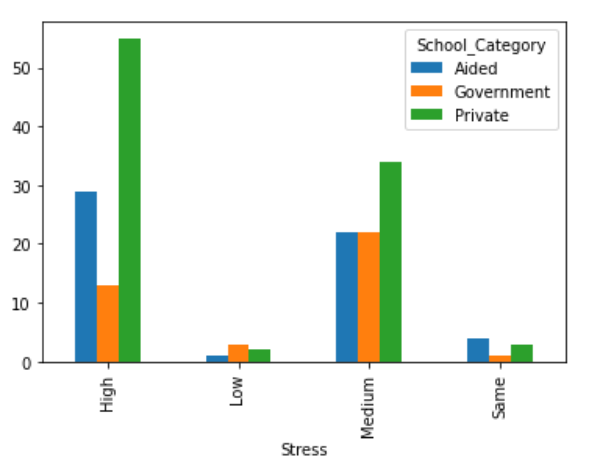 School_Category
Aided
Government
Private
50
40
30
20
10
0
High
Low
Medium
Same
Stress